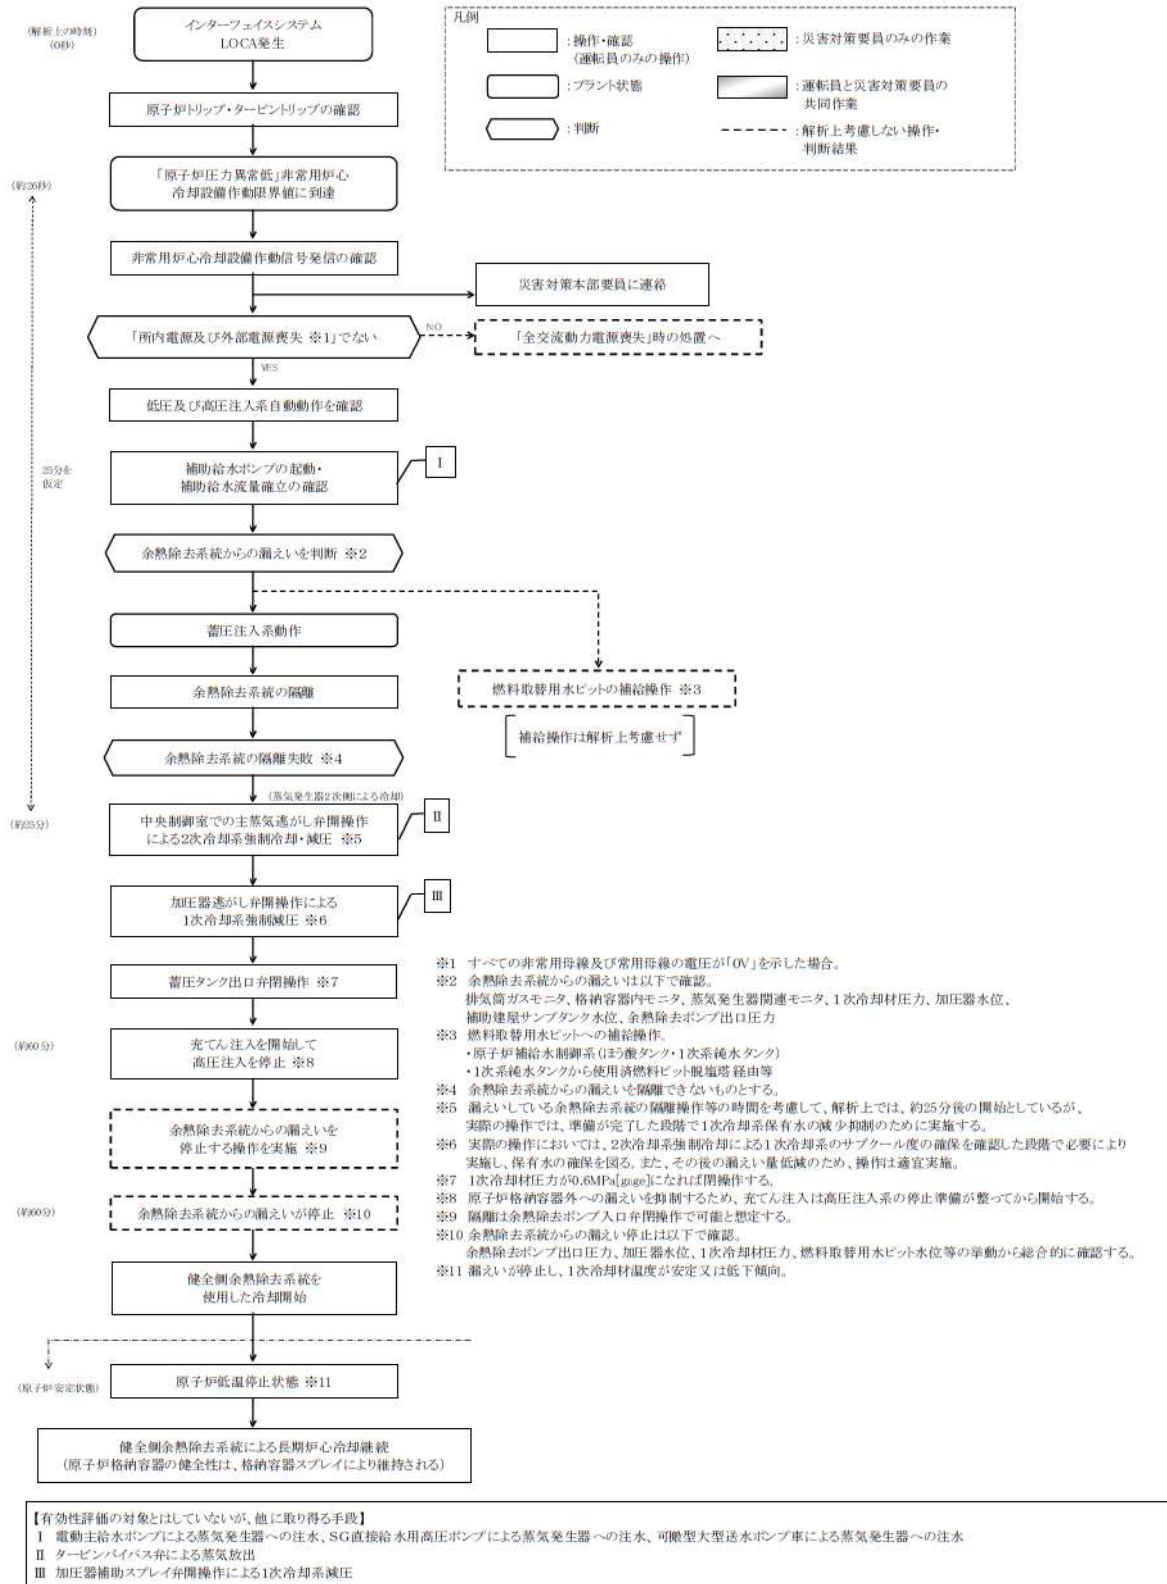 (解析上の時刻)
(0秒)
インターフェイスシステム
LOCA発生
凡例
:操作・確認
(運転員のみの操作)
:災害対策要員のみの作業
:プラント状態
:運転員と災害対策要員の
共同作業
:判断
:解析上考慮しない操作・
判断結果
原子炉トリップ・タービントリップの確認
(約26秒)
「原子炉圧力異常低」非常用炉心
冷却設備作動限界値に到達
非常用炉心冷却設備作動信号発信の確認
災害対策本部要員に連絡
「所内電源及び外部電源喪失 ※1」でない
NO
「全交流動力電源喪失」時の処置へ
YES
低圧及び高圧注入系自動動作を確認
25分を
仮定
補助給水ポンプの起動・
補助給水流量確立の確認
Ⅰ
余熱除去系統からの漏えいを判断 ※2
蓄圧注入系動作
余熱除去系統の隔離
燃料取替用水ピットの補給操作 ※3
補給操作は解析上考慮せず
余熱除去系統の隔離失敗 ※4
(蒸気発生器2次側による冷却)
(約25分)
中央制御室での主蒸気逃がし弁開操作
による2次冷却系強制冷却・減圧 ※5
Ⅱ
加圧器逃がし弁開操作による
1次冷却系強制減圧 ※6
Ⅲ
蓄圧タンク出口弁閉操作 ※7
(約60分)
充てん注入を開始して
高圧注入を停止 ※8
余熱除去系統からの漏えいを
停止する操作を実施 ※9
(約60分)
余熱除去系統からの漏えいが停止 ※10
健全側余熱除去系統を
使用した冷却開始
(原子炉安定状態)
原子炉低温停止状態 ※11
健全側余熱除去系統による長期炉心冷却継続
(原子炉格納容器の健全性は、格納容器スプレイにより維持される)
※1 すべての非常用母線及び常用母線の電圧が「0V」を示した場合。
※2 余熱除去系統からの漏えいは以下で確認。
排気筒ガスモニタ、格納容器内モニタ、蒸気発生器関連モニタ、1次冷却材圧力、加圧器水位、
補助建屋サンプタンク水位、余熱除去ポンプ出口圧力
※3 燃料取替用水ピットへの補給操作。
・原子炉補給水制御系(ほう酸タンク・1次系純水タンク)
・1次系純水タンクから使用済燃料ピット脱塩塔経由等
※4 余熱除去系統からの漏えいを隔離できないものとする。
※5 漏えいしている余熱除去系統の隔離操作等の時間を考慮して、解析上では、約25分後の開始としているが、
実際の操作では、準備が完了した段階で1次冷却系保有水の減少抑制のために実施する。
※6 実際の操作においては、2次冷却系強制冷却による1次冷却系のサブクール度の確保を確認した段階で必要により
実施し、保有水の確保を図る。また、その後の漏えい量低減のため、操作は適宜実施。
※7 1次冷却材圧力が0.6MPa[gage]になれば閉操作する。
※8 原子炉格納容器外への漏えいを抑制するため、充てん注入は高圧注入系の停止準備が整ってから開始する。
※9 隔離は余熱除去ポンプ入口弁閉操作で可能と想定する。
※10 余熱除去系統からの漏えい停止は以下で確認。
余熱除去ポンプ出口圧力、加圧器水位、1次冷却材圧力、燃料取替用水ピット水位等の挙動から総合的に確認する。
※11 漏えいが停止し、1次冷却材温度が安定又は低下傾向。
【有効性評価の対象とはしていないが、他に取り得る手段】
Ⅰ 電動主給水ポンプによる蒸気発生器への注水、SG直接給水用高圧ポンプによる蒸気発生器への注水、可搬型大型送水ポンプ車による蒸気発生器への注水
Ⅱ タービンバイパス弁による蒸気放出
Ⅲ 加圧器補助スプレイ弁開操作による1次冷却系減圧